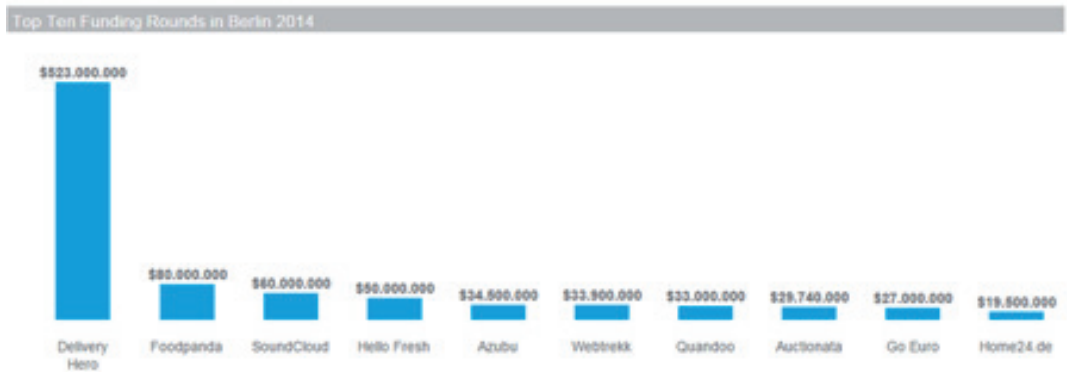 Top Ten Funding Rounds in Berlin 2014
$523.000.000
$80.000.000
$60.000.000
$50.000.000
$34.500.000
$33.900.000
$33.000.000
$29.740.000
$27.000.000
$19.500.000
Delivery
Hero
Foodpanda
SoundCloud
Hello Fresh
Azubu
Webtrekk
Quandoo
Auctionata
Go Euro
Home24.de